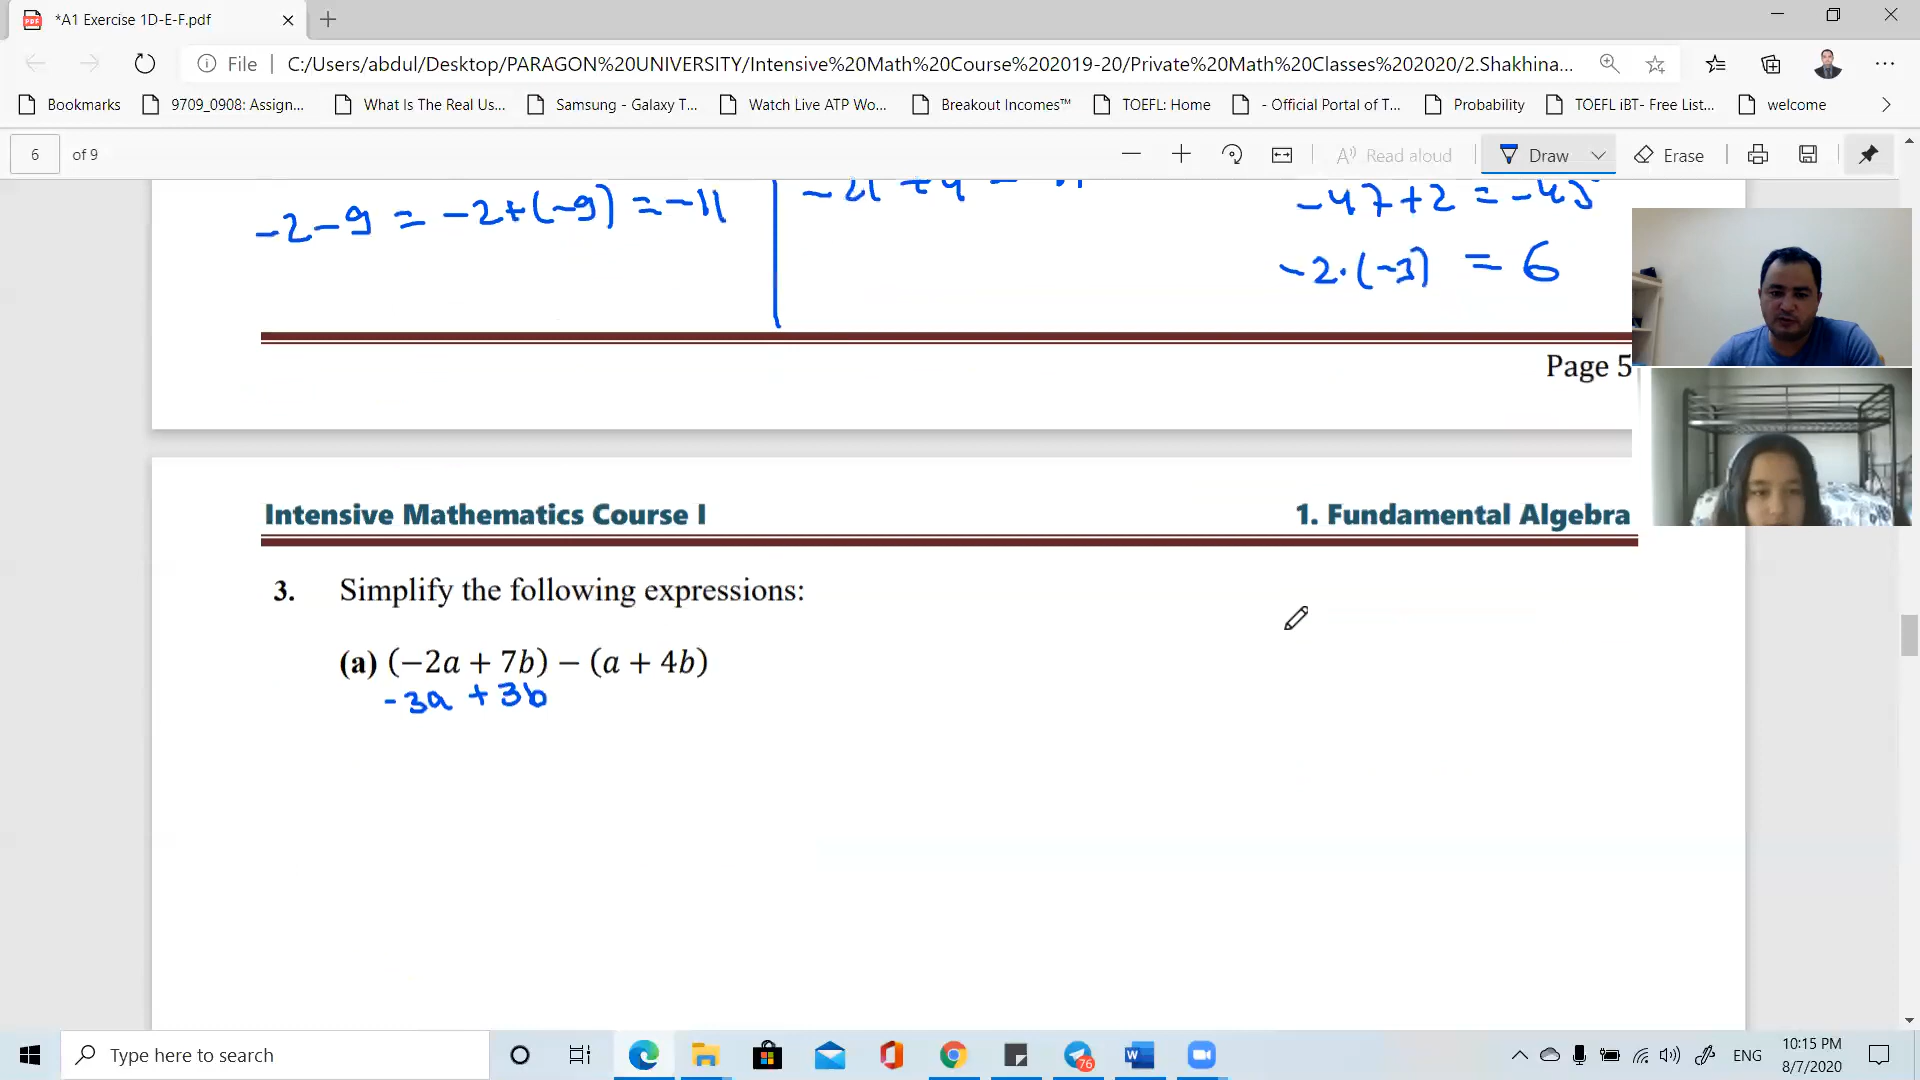 *A1 Exercise 1D-E-F.pdf
File C:/Users/abdul/Desktop/PARAGON%20UNIVERSITY/Intensive%20Math%20Course%202019-20/Private%20Math%20Classes%202020/2.Shakhina...
Bookmarks 9709_0908: Assign... What Is The Real Us... Samsung - Galaxy T... Watch Live ATP Wo... Breakout Incomes™ TOEFL: Home - Official Portal of T... Probability TOEFL iBT- Free List... welcome
6 of 9 Read aloud Draw Erase
-2-9 = -2+(-9) = -11
-47+2 = -45
-2·(-3) = 6
Page 5
Intensive Mathematics Course I 1. Fundamental Algebra
3. Simplify the following expressions:
(a) (−2a + 7b) − (a + 4b)
-3a + 3b
Type here to search 76 ENG 10:15 PM
8/7/2020